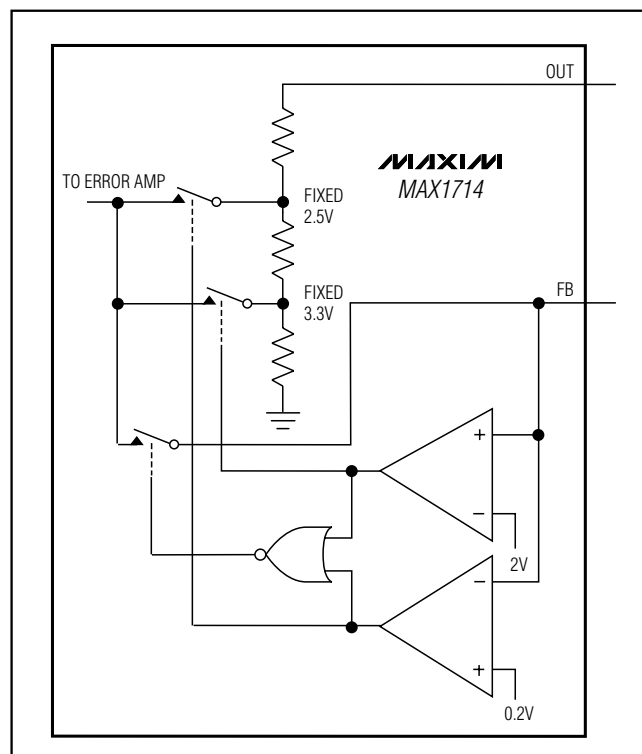 OUT
MAXIM
MAX1714
TO ERROR AMP
FIXED
2.5V
FIXED
3.3V
FB
+
−
2V
−
+
0.2V